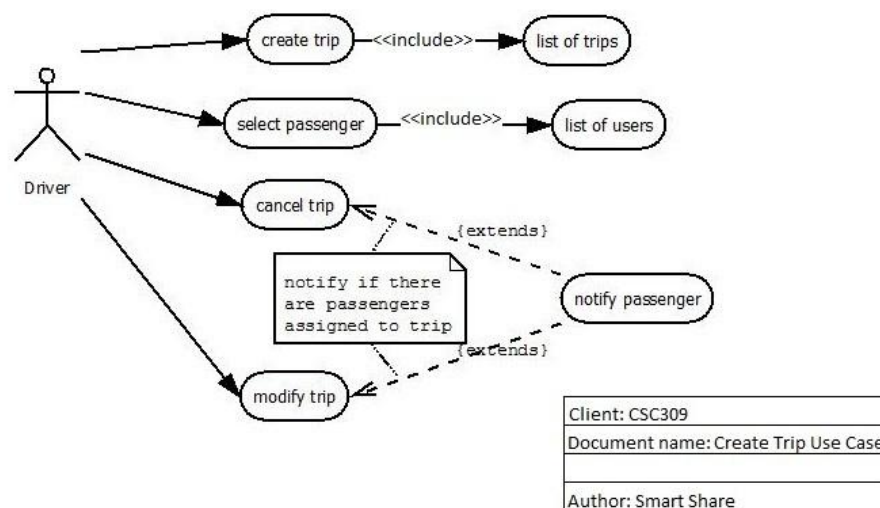 create trip
<<include>>
list of trips
select passenger
<<include>>
list of users
Driver
cancel trip
{extends}
notify if there
are passengers
assigned to trip
notify passenger
{extends}
modify trip
Client: CSC309
Document name: Create Trip Use Case
Author: Smart Share